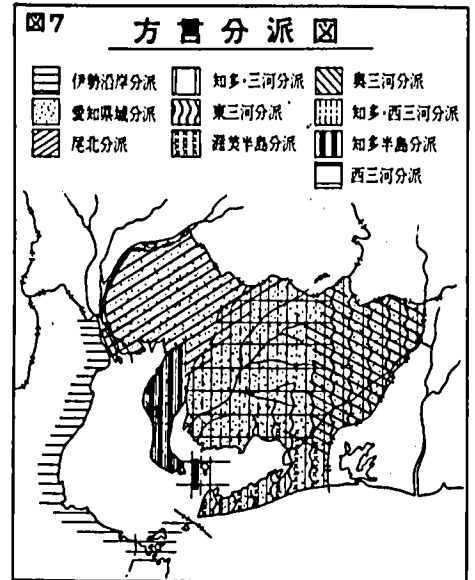 図7
方言分派図
伊勢沿岸分派
知多・三河分派
奥三河分派
愛知県域分派
東三河分派
知多・西三河分派
尾北分派
渥美半島分派
知多半島分派
西三河分派